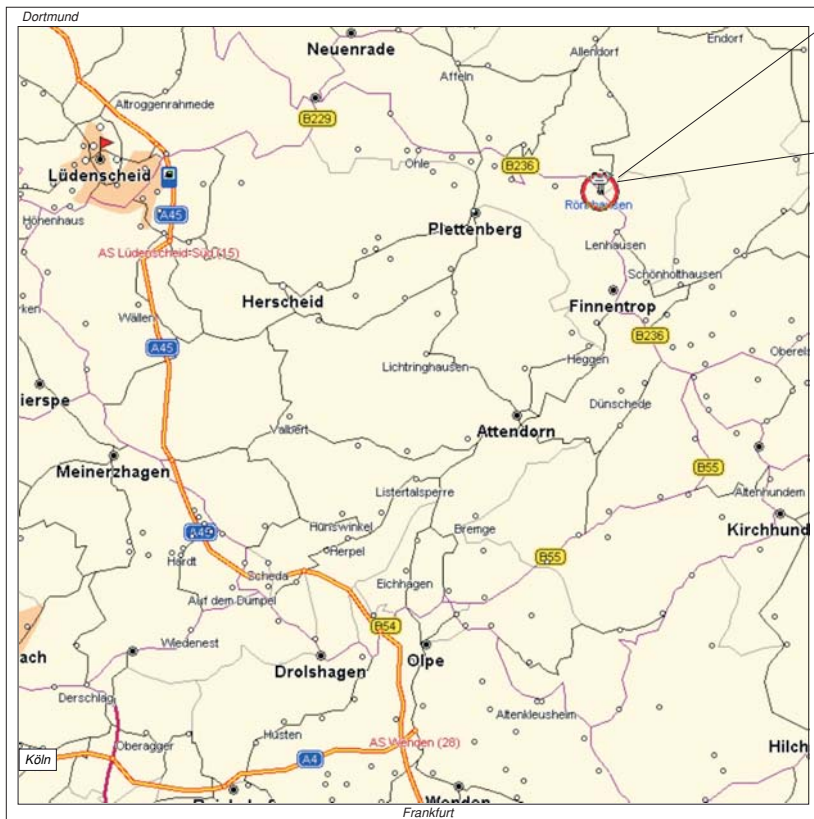 Dortmund
Neuenrade
Allendorf
Endorf
Affeln
Altroggenrahmede
B229
Ohle
B236
Lüdenscheid
A45
Rönkhausen
Höhenhaus
Plettenberg
Lenhausen
AS Lüdenscheid-Süd (15)
Schönholthausen
Herscheid
Finnentrop
Wällen
B236
A45
Heggen
Oberels
Lichtringhausen
ierspe
Dünschede
Valbert
Attendorn
Meinerzhagen
B55
Listertalsperre
Altenhundem
Hünswinkel
Bremge
Kirchhund
A45
Herpel
Hardt
B55
Scheda
Eichhagen
Auf dem Dümpel
B54
Wiedenest
ach
Drolshagen
Olpe
Derschlag
Altenkleusheim
Hüsten
AS Wenden (28)
Oberagger
Hilch
Köln
A4
Wenden
Frankfurt